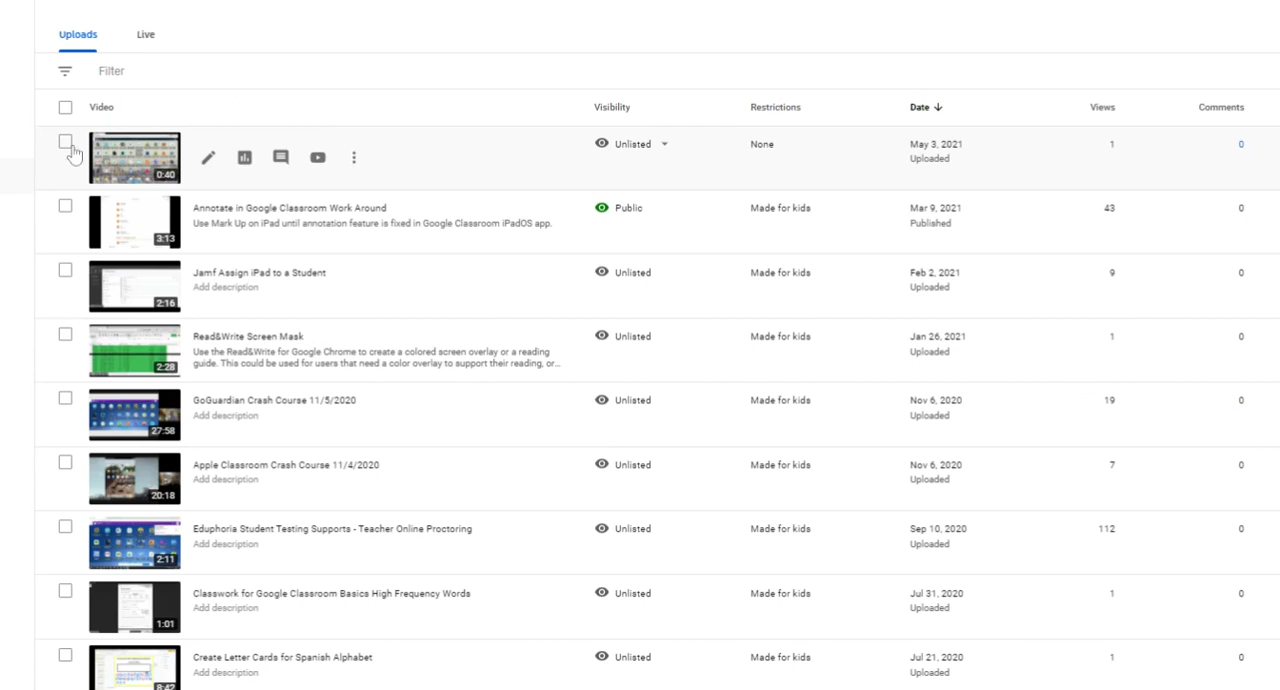 Uploads Live
Filter
Video Visibility Restrictions Date Views Comments
0:40 Unlisted None May 3, 2021 1 0
Uploaded
Annotate in Google Classroom Work Around Public Made for kids Mar 9, 2021 43 0
Use Mark Up on iPad until annotation feature is fixed in Google Classroom iPadOS app. Published
3:13
Jamf Assign iPad to a Student Unlisted Made for kids Feb 2, 2021 9 0
Add description Uploaded
2:16
Read&Write Screen Mask Unlisted Made for kids Jan 26, 2021 1 0
Use the Read&Write for Google Chrome to create a colored screen overlay or a reading Uploaded
guide. This could be used for users that need a color overlay to support their reading, or...
2:28
GoGuardian Crash Course 11/5/2020 Unlisted Made for kids Nov 6, 2020 19 0
Add description Uploaded
27:58
Apple Classroom Crash Course 11/4/2020 Unlisted Made for kids Nov 6, 2020 7 0
Add description Uploaded
20:18
Eduphoria Student Testing Supports - Teacher Online Proctoring Unlisted Made for kids Sep 10, 2020 112 0
Add description Uploaded
2:11
Classwork for Google Classroom Basics High Frequency Words Unlisted Made for kids Jul 31, 2020 1 0
Add description Uploaded
1:01
Create Letter Cards for Spanish Alphabet Unlisted Made for kids Jul 21, 2020 1 0
Add description Uploaded
8:42